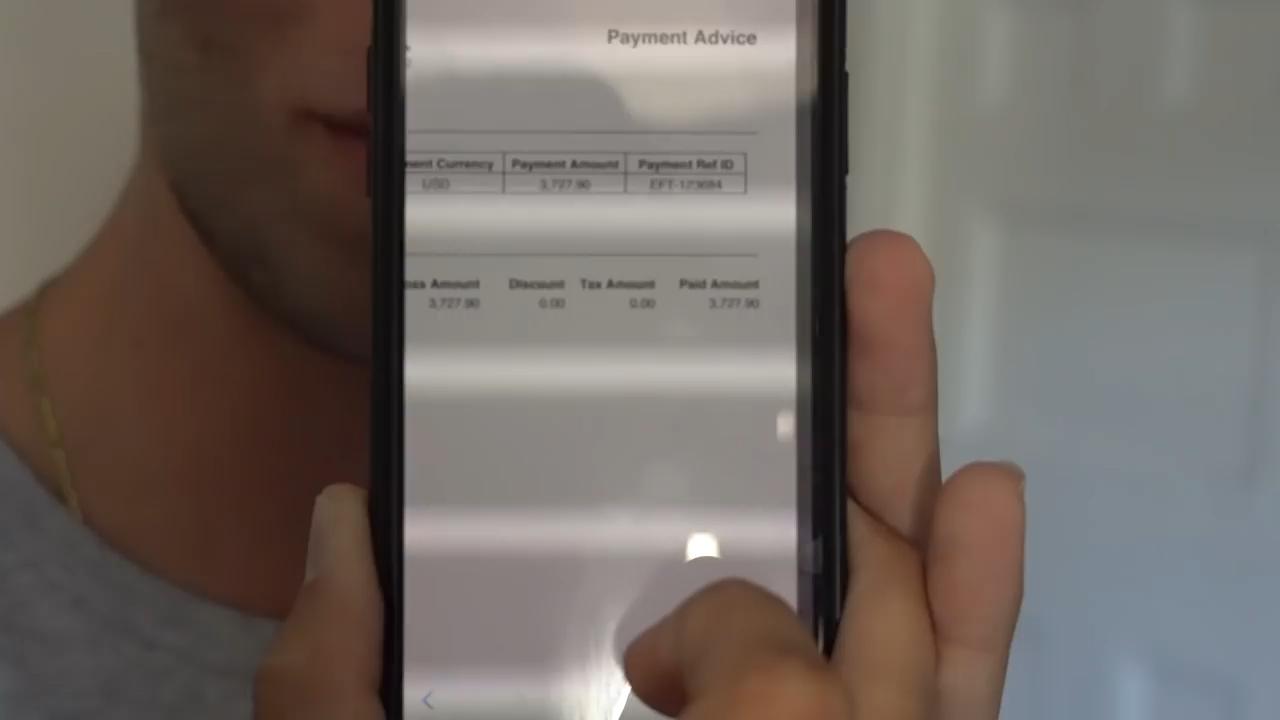 Payment Advice
ment Currency Payment Amount Payment Ref ID
USD 3,727.90 EFT-123684
oss Amount Discount Tax Amount Paid Amount
3,727.90 0.00 0.00 3,727.90